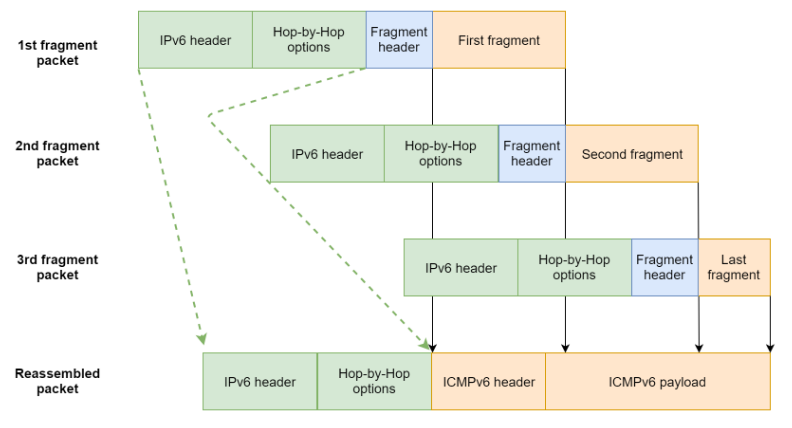 1st fragment
packet
IPv6 header
Hop-by-Hop
options
Fragment
header
First fragment
2nd fragment
packet
IPv6 header
Hop-by-Hop
options
Fragment
header
Second fragment
3rd fragment
packet
IPv6 header
Hop-by-Hop
options
Fragment
header
Last
fragment
Reassembled
packet
IPv6 header
Hop-by-Hop
options
ICMPv6 header
ICMPv6 payload